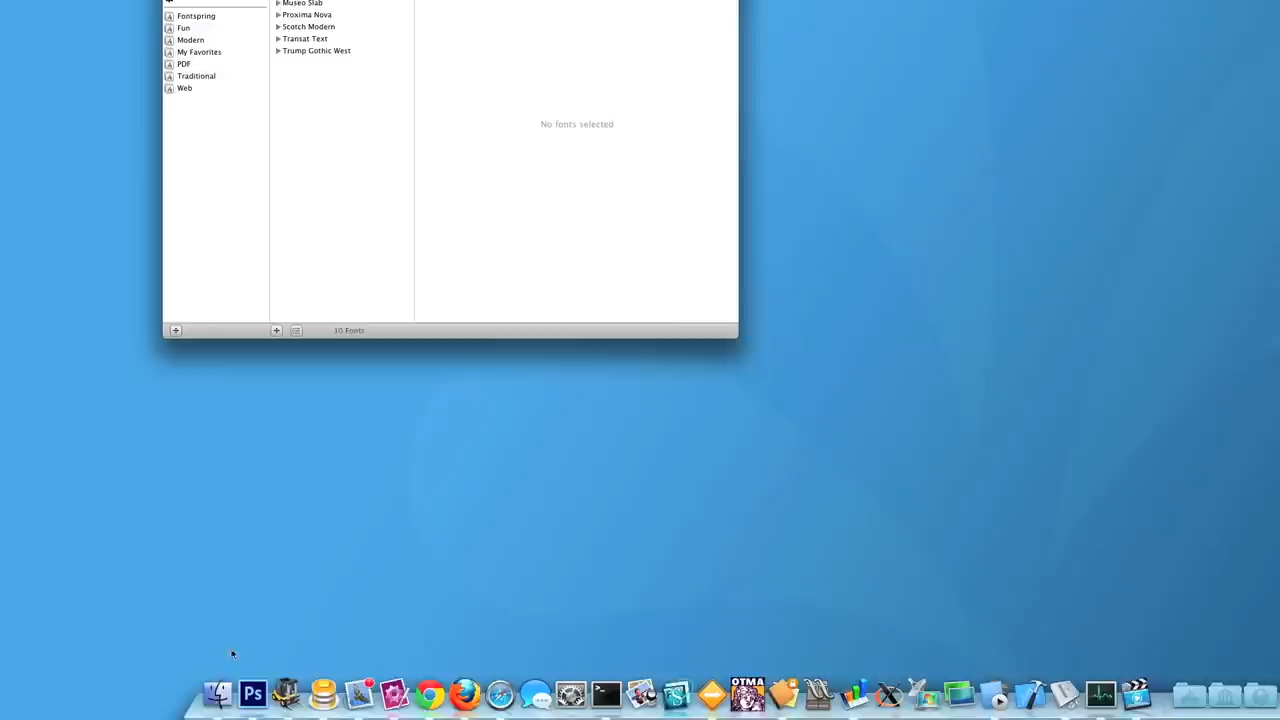 Fontspring
Fun
Modern
My Favorites
PDF
Traditional
Web
Museo Slab
Proxima Nova
Scotch Modern
Transat Text
Trump Gothic West
No fonts selected
10 Fonts
Ps
OTMA